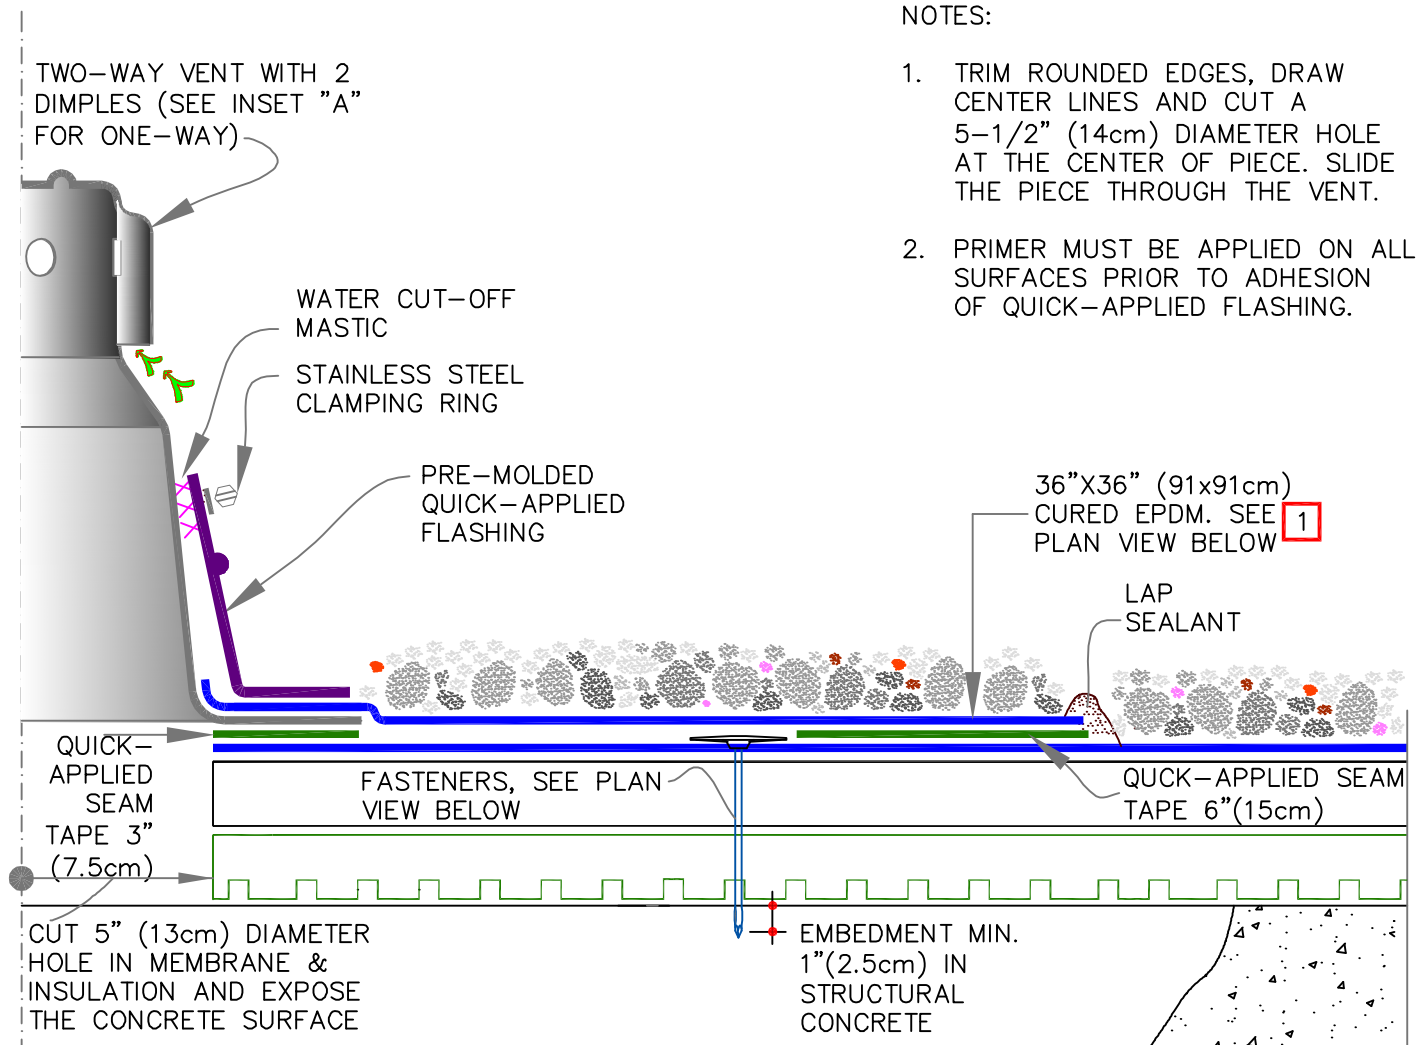 NOTES:
1. TRIM ROUNDED EDGES, DRAW
CENTER LINES AND CUT A
5-1/2" (14cm) DIAMETER HOLE
AT THE CENTER OF PIECE. SLIDE
THE PIECE THROUGH THE VENT.
2. PRIMER MUST BE APPLIED ON ALL
SURFACES PRIOR TO ADHESION
OF QUICK-APPLIED FLASHING.
TWO-WAY VENT WITH 2
DIMPLES (SEE INSET "A"
FOR ONE-WAY)
WATER CUT-OFF
MASTIC
STAINLESS STEEL
CLAMPING RING
PRE-MOLDED
QUICK-APPLIED
FLASHING
36"X36" (91x91cm)
CURED EPDM. SEE
PLAN VIEW BELOW
1
LAP
SEALANT
QUICK-
APPLIED
SEAM
TAPE 3"
(7.5cm)
FASTENERS, SEE PLAN
VIEW BELOW
QUCK-APPLIED SEAM
TAPE 6"(15cm)
CUT 5" (13cm) DIAMETER
HOLE IN MEMBRANE &
INSULATION AND EXPOSE
THE CONCRETE SURFACE
EMBEDMENT MIN.
1"(2.5cm) IN
STRUCTURAL
CONCRETE